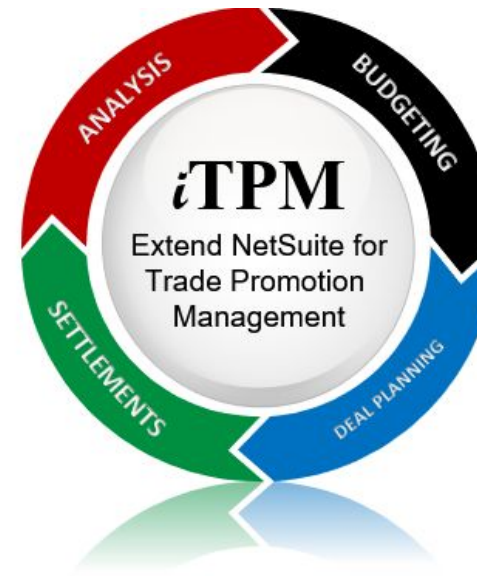 ANALYSIS
BUDGETING
iTPM
Extend NetSuite for
Trade Promotion
Management
SETTLEMENTS
DEAL PLANNING